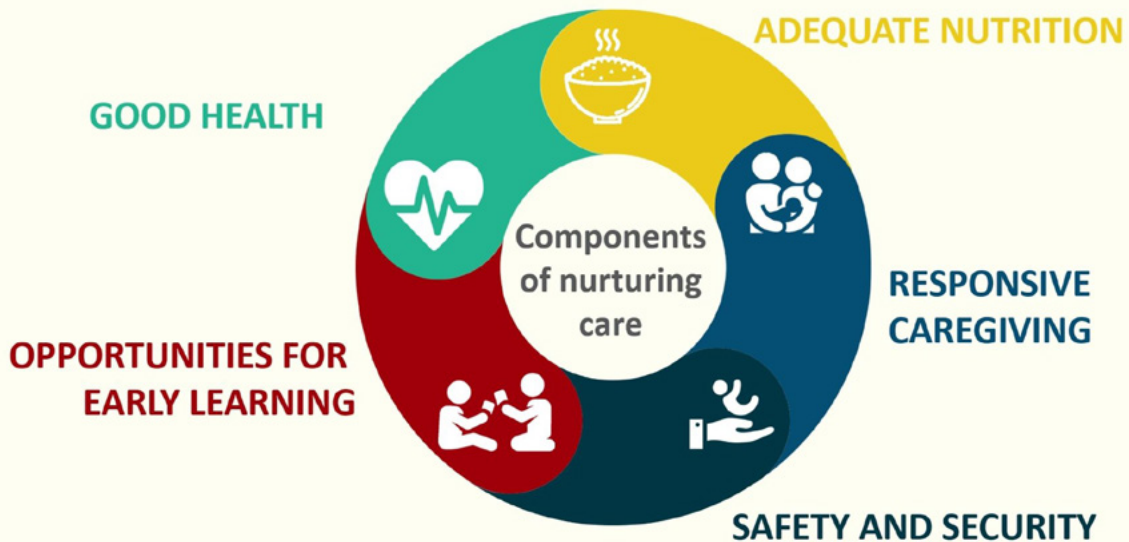 ADEQUATE NUTRITION
GOOD HEALTH
Components
of nurturing
care
RESPONSIVE
CAREGIVING
OPPORTUNITIES FOR
EARLY LEARNING
SAFETY AND SECURITY